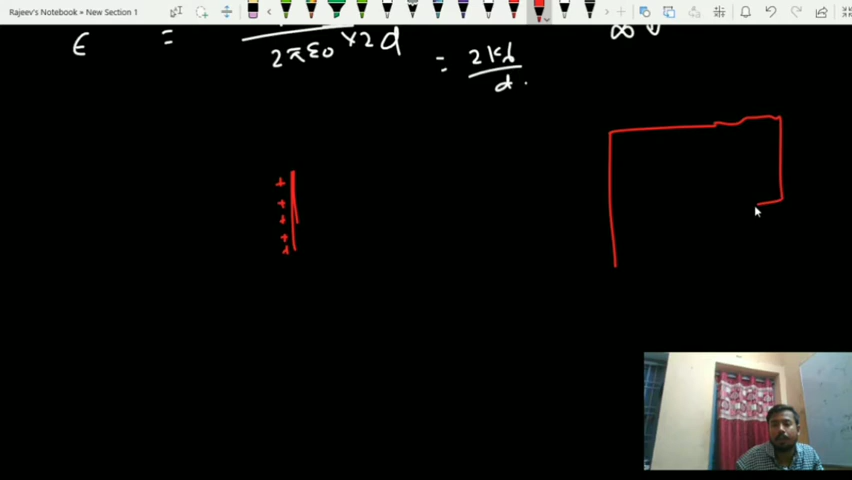 Rajeev's Notebook » New Section 1
ε = 
2πε0 × 2d = 2kλ
d.
∞
+
+
+
+
+